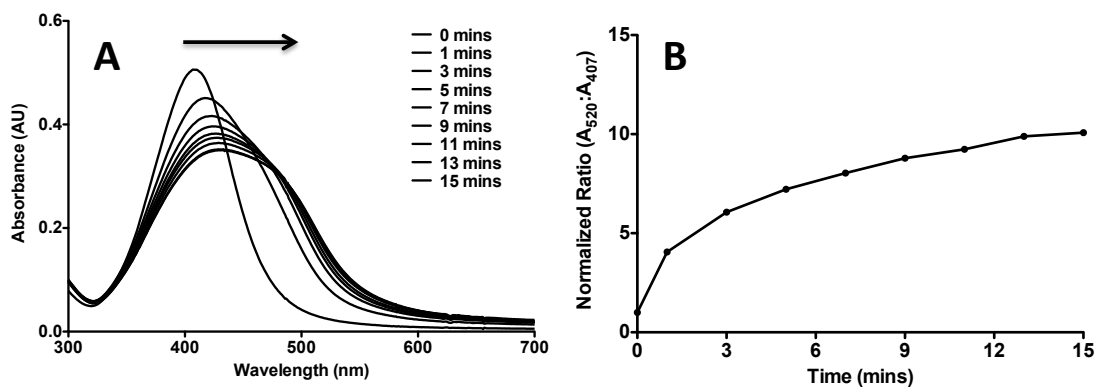 A
0.6
0.4
0.2
0.0
300
400
500
600
700
Absorbance (AU)
Wavelength (nm)
0 mins
1 mins
3 mins
5 mins
7 mins
9 mins
11 mins
13 mins
15 mins
B
15
10
5
0
0
3
6
9
12
15
Normalized Ratio (A520:A407)
Time (mins)